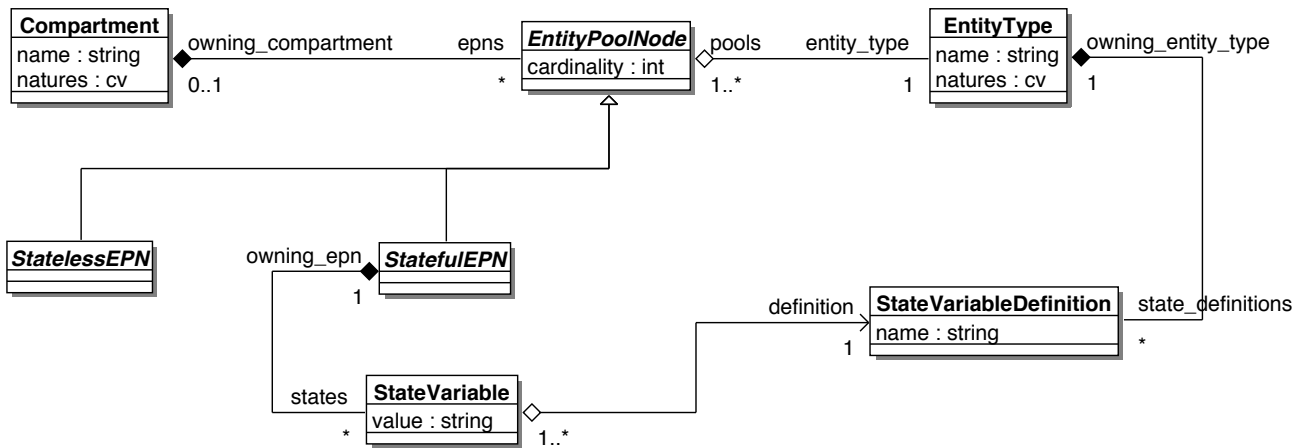 Compartment
name : string
natures : cv
owning_compartment
0..1
epns
*
EntityPoolNode
cardinality : int
pools
1..*
entity_type
1
EntityType
name : string
natures : cv
owning_entity_type
1
StatelessEPN
owning_epn
1
StatefulEPN
definition
1
StateVariableDefinition
name : string
state_definitions
*
states
*
StateVariable
value : string
1..*